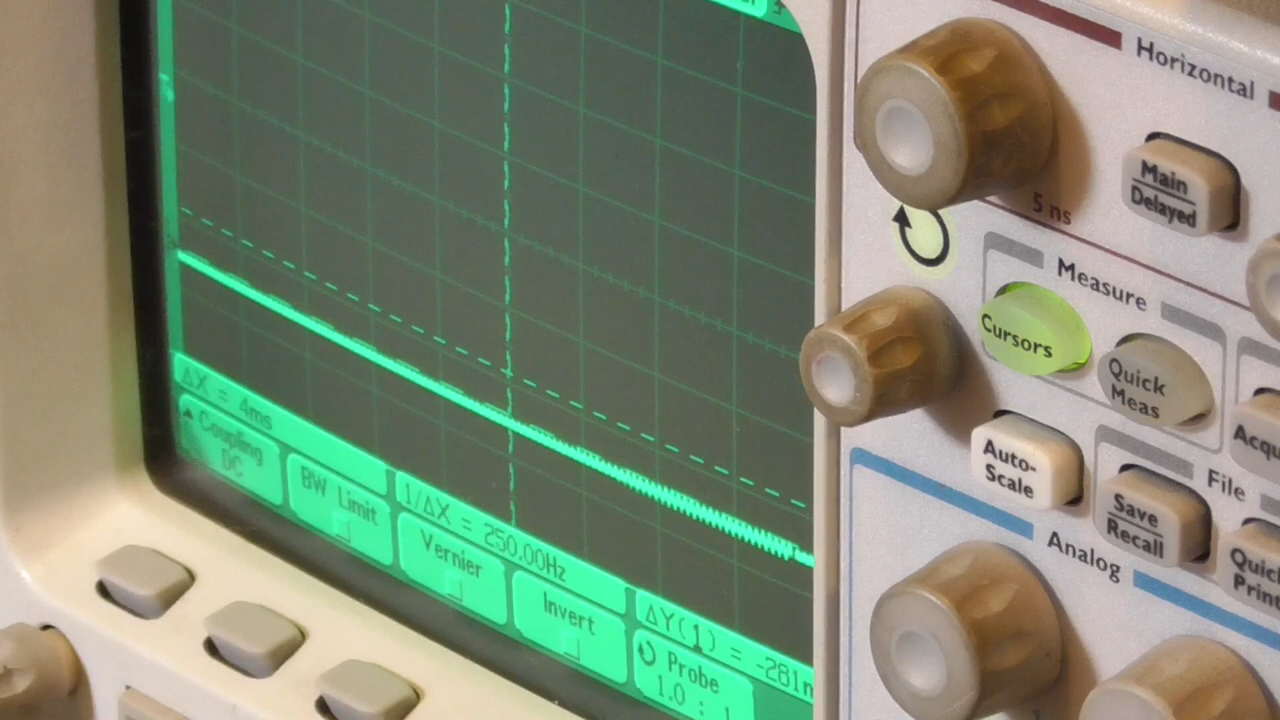 Horizontal
Main
Delayed
5 ns
Measure
Cursors
Quick
Meas
Auto-
Scale
File
Save
Recall
Analog
ΔX = 4ms
1/ΔX = 250.00Hz
ΔY(1) = -281m
Coupling
DC
BW Limit
Vernier
Invert
Probe
1.0 : 1